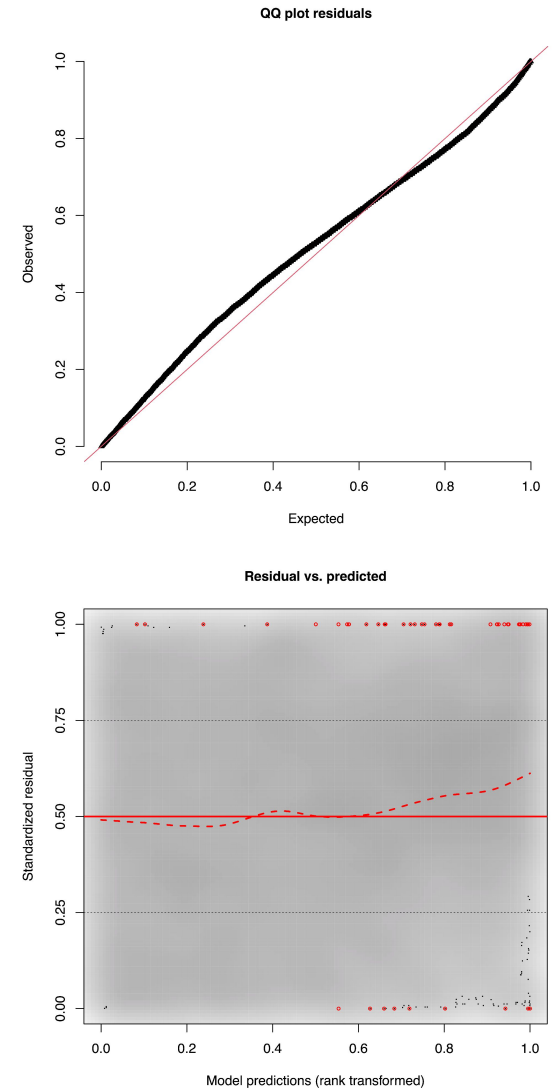 QQ plot residuals
1.0
0.8
0.6
0.4
0.2
0.0
Observed
0.0 0.2 0.4 0.6 0.8 1.0
Expected
Residual vs. predicted
1.00
0.75
0.50
0.25
0.00
Standardized residual
0.0 0.2 0.4 0.6 0.8 1.0
Model predictions (rank transformed)